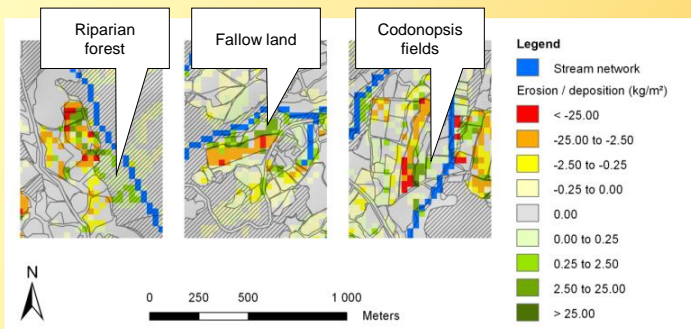 Riparian
forest
Fallow land
Codonopsis
fields
Legend
Stream network
Erosion / deposition (kg/m²)
< -25.00
-25.00 to -2.50
-2.50 to -0.25
-0.25 to 0.00
0.00
0.00 to 0.25
0.25 to 2.50
2.50 to 25.00
> 25.00
N
0 250 500 1 000
Meters